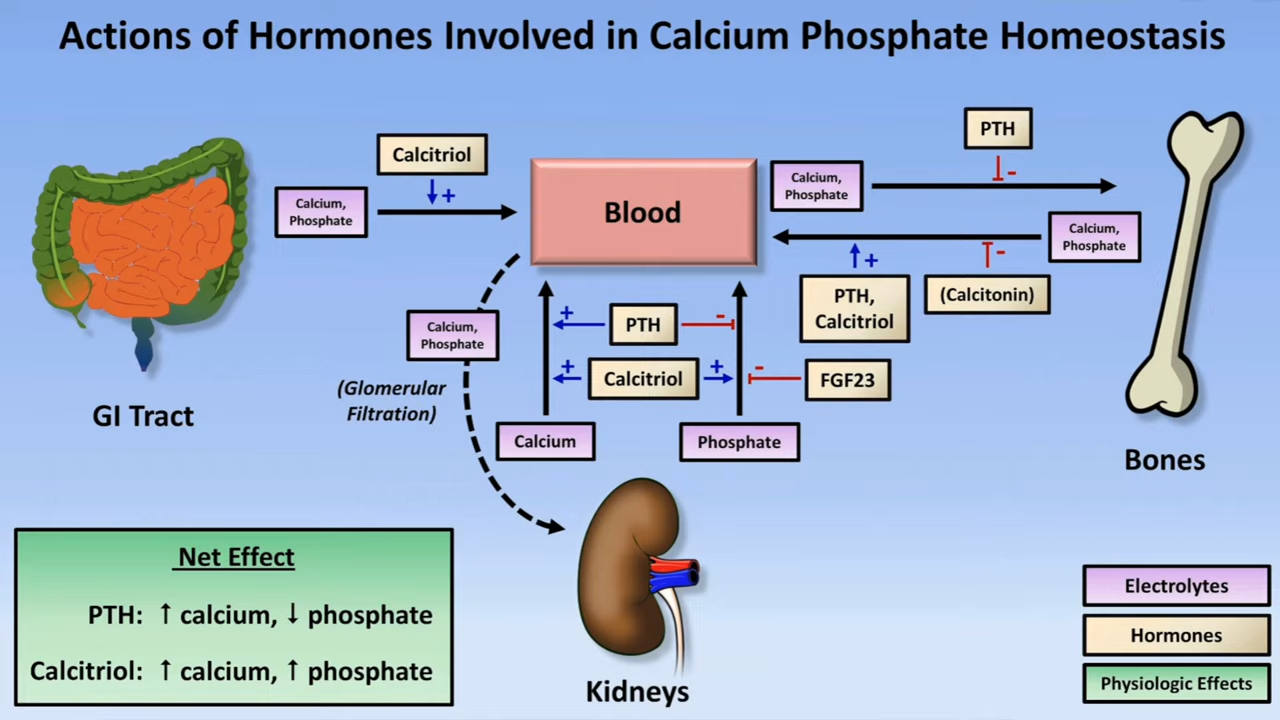 Actions of Hormones Involved in Calcium Phosphate Homeostasis
PTH
Calcitriol
+
-
Calcium,
Phosphate
Blood
Calcium,
Phosphate
Calcium,
Phosphate
+
-
PTH,
Calcitriol
(Calcitonin)
Calcium,
Phosphate
+
PTH
-
+
Calcitriol
+
-
FGF23
(Glomerular
Filtration)
GI Tract
Calcium
Phosphate
Bones
Net Effect
PTH: ↑ calcium, ↓ phosphate
Calcitriol: ↑ calcium, ↑ phosphate
Kidneys
Electrolytes
Hormones
Physiologic Effects